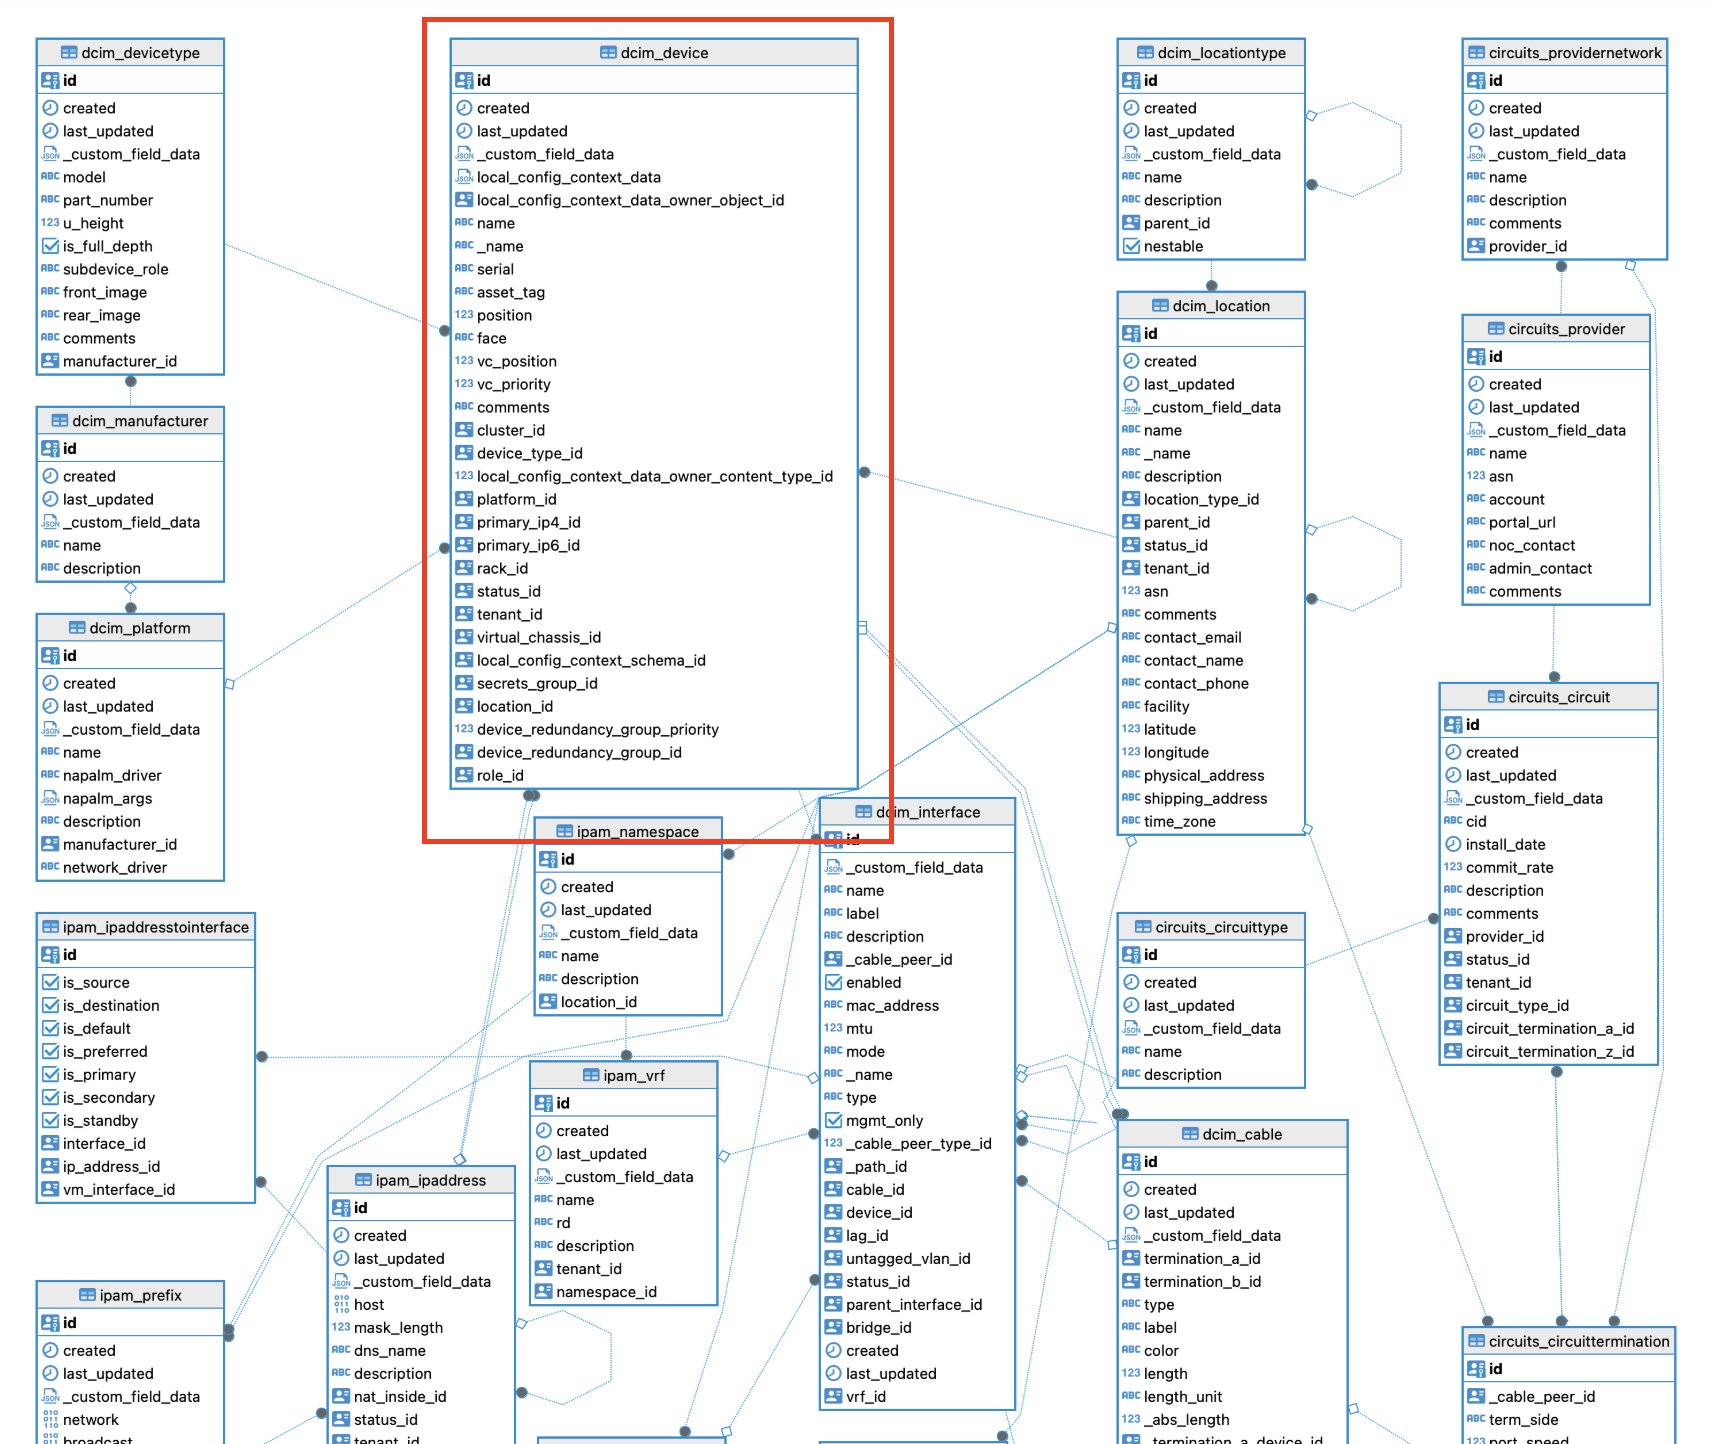 dcim_devicetype
id
created
last_updated
_custom_field_data
model
part_number
u_height
is_full_depth
subdevice_role
front_image
rear_image
comments
manufacturer_id
dcim_manufacturer
id
created
last_updated
_custom_field_data
name
description
dcim_platform
id
created
last_updated
_custom_field_data
name
napalm_driver
napalm_args
description
manufacturer_id
network_driver
ipam_ipaddresstointerface
id
is_source
is_destination
is_default
is_preferred
is_primary
is_secondary
is_standby
interface_id
ip_address_id
vm_interface_id
ipam_prefix
id
created
last_updated
_custom_field_data
network
broadcast
dcim_device
id
created
last_updated
_custom_field_data
local_config_context_data
local_config_context_data_owner_object_id
name
_name
serial
asset_tag
position
face
vc_position
vc_priority
comments
cluster_id
device_type_id
local_config_context_data_owner_content_type_id
platform_id
primary_ip4_id
primary_ip6_id
rack_id
status_id
tenant_id
virtual_chassis_id
local_config_context_schema_id
secrets_group_id
location_id
device_redundancy_group_priority
device_redundancy_group_id
role_id
ipam_namespace
id
created
last_updated
_custom_field_data
name
description
location_id
ipam_vrf
id
created
last_updated
_custom_field_data
name
rd
description
tenant_id
namespace_id
ipam_ipaddress
id
created
last_updated
_custom_field_data
host
mask_length
dns_name
description
nat_inside_id
status_id
tenant_id
dcim_interface
id
_custom_field_data
name
label
description
_cable_peer_id
enabled
mac_address
mtu
mode
_name
type
mgmt_only
_cable_peer_type_id
_path_id
cable_id
device_id
lag_id
untagged_vlan_id
status_id
parent_interface_id
bridge_id
created
last_updated
vrf_id
dcim_locationtype
id
created
last_updated
_custom_field_data
name
description
parent_id
nestable
dcim_location
id
created
last_updated
_custom_field_data
name
_name
description
location_type_id
parent_id
status_id
tenant_id
asn
comments
contact_email
contact_name
contact_phone
facility
latitude
longitude
physical_address
shipping_address
time_zone
circuits_circuittype
id
created
last_updated
_custom_field_data
name
description
dcim_cable
id
created
last_updated
_custom_field_data
termination_a_id
termination_b_id
type
label
color
length
length_unit
_abs_length
_termination_a_device_id
circuits_providernetwork
id
created
last_updated
_custom_field_data
name
description
comments
provider_id
circuits_provider
id
created
last_updated
_custom_field_data
name
asn
account
portal_url
noc_contact
admin_contact
comments
circuits_circuit
id
created
last_updated
_custom_field_data
cid
install_date
commit_rate
description
comments
provider_id
status_id
tenant_id
circuit_type_id
circuit_termination_a_id
circuit_termination_z_id
circuits_circuittermination
id
_cable_peer_id
term_side
port_speed